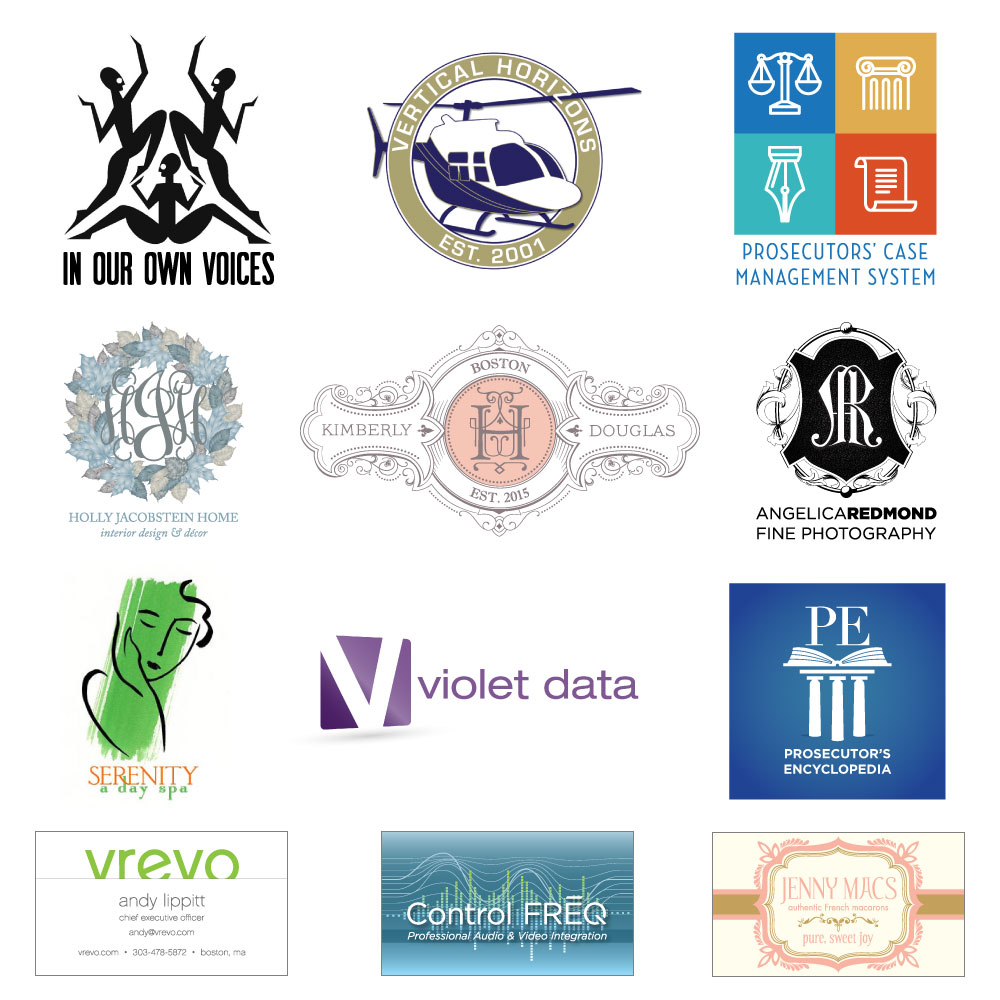 IN OUR OWN VOICES
VERTICAL HORIZONS
EST. 2001
PROSECUTORS' CASE
MANAGEMENT SYSTEM
HJH
HOLLY JACOBSTEIN HOME
interior design & décor
BOSTON
KIMBERLY H DOUGLAS
EST. 2015
AR
ANGELICAREDMOND
FINE PHOTOGRAPHY
SERENITY
a day spa
V violet data
PE
PROSECUTOR'S
ENCYCLOPEDIA
vrevo
andy lippitt
chief executive officer
andy@vrevo.com
vrevo.com • 303-478-5872 • boston, ma
Control FRĒQ
Professional Audio & Video Integration
JENNY MACS
authentic French macarons
pure, sweet Joy